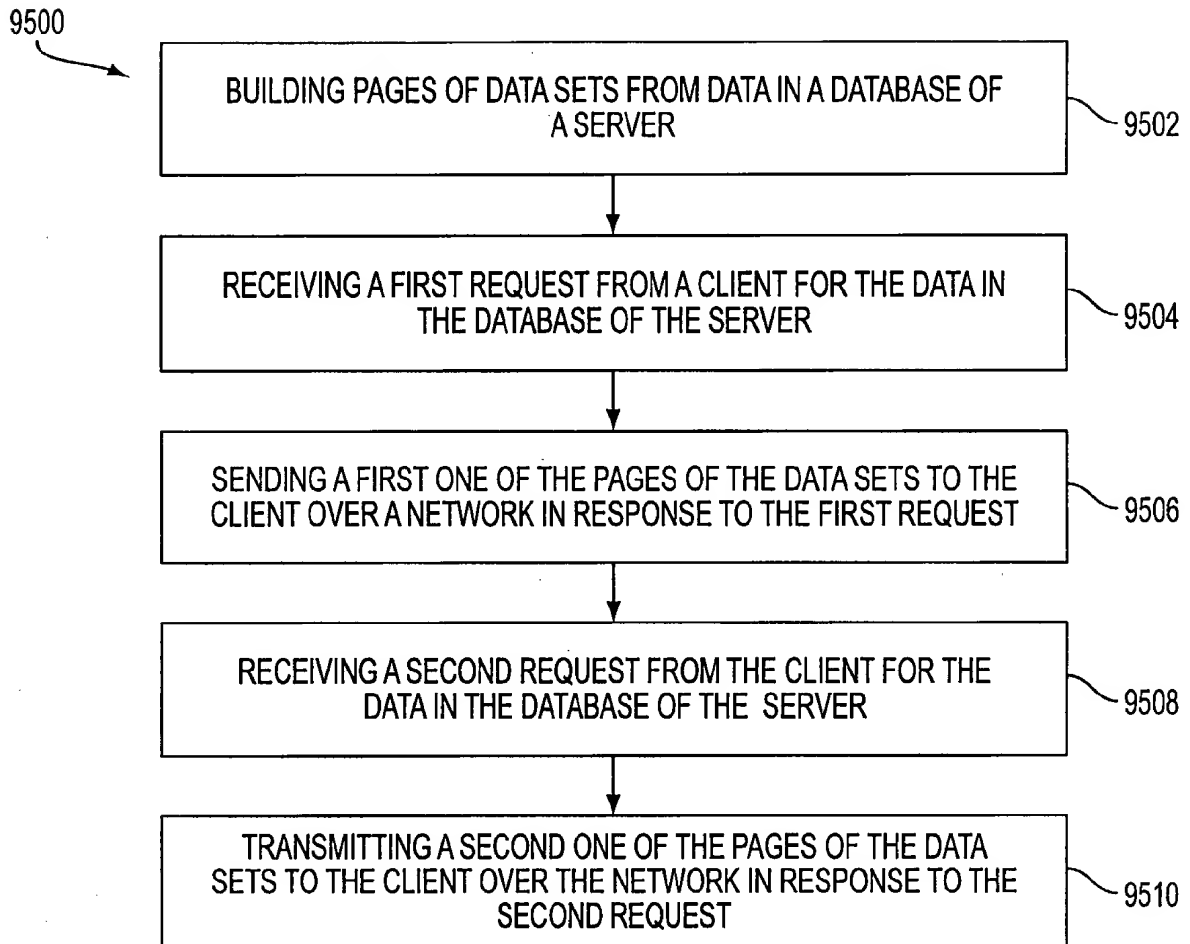 9500
BUILDING PAGES OF DATA SETS FROM DATA IN A DATABASE OF
A SERVER
9502
RECEIVING A FIRST REQUEST FROM A CLIENT FOR THE DATA IN
THE DATABASE OF THE SERVER
9504
SENDING A FIRST ONE OF THE PAGES OF THE DATA SETS TO THE
CLIENT OVER A NETWORK IN RESPONSE TO THE FIRST REQUEST
9506
RECEIVING A SECOND REQUEST FROM THE CLIENT FOR THE
DATA IN THE DATABASE OF THE SERVER
9508
TRANSMITTING A SECOND ONE OF THE PAGES OF THE DATA
SETS TO THE CLIENT OVER THE NETWORK IN RESPONSE TO THE
SECOND REQUEST
9510